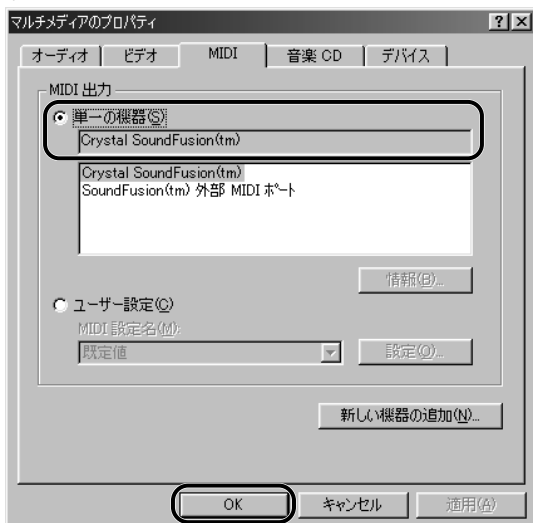 マルチメディアのプロパティ
オーディオ ビデオ MIDI 音楽 CD デバイス
MIDI 出力
単一の機器(S)
Crystal SoundFusion(tm)
Crystal SoundFusion(tm)
SoundFusion(tm) 外部 MIDI ポート
情報(B)...
ユーザー設定(C)
MIDI 設定名(M):
既定値
設定(O)...
新しい機器の追加(N)...
OK キャンセル 適用(A)